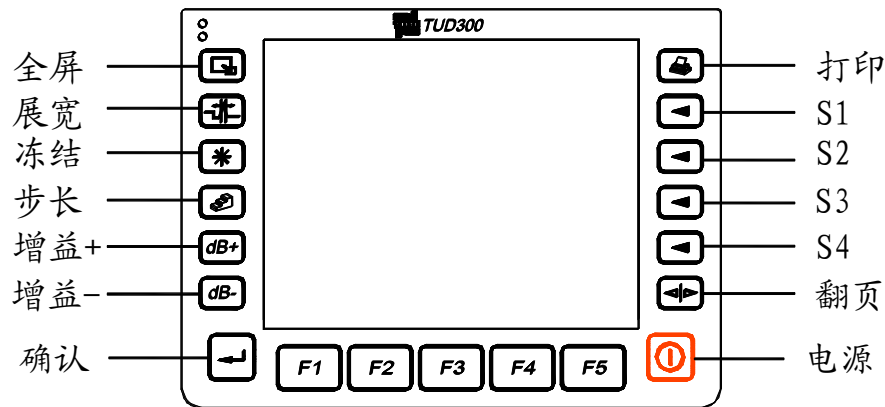 TUD300
全屏
打印
展宽
S1
冻结
S2
步长
S3
增益+
dB+
S4
增益-
dB-
翻页
确认
F1 F2 F3 F4 F5
电源